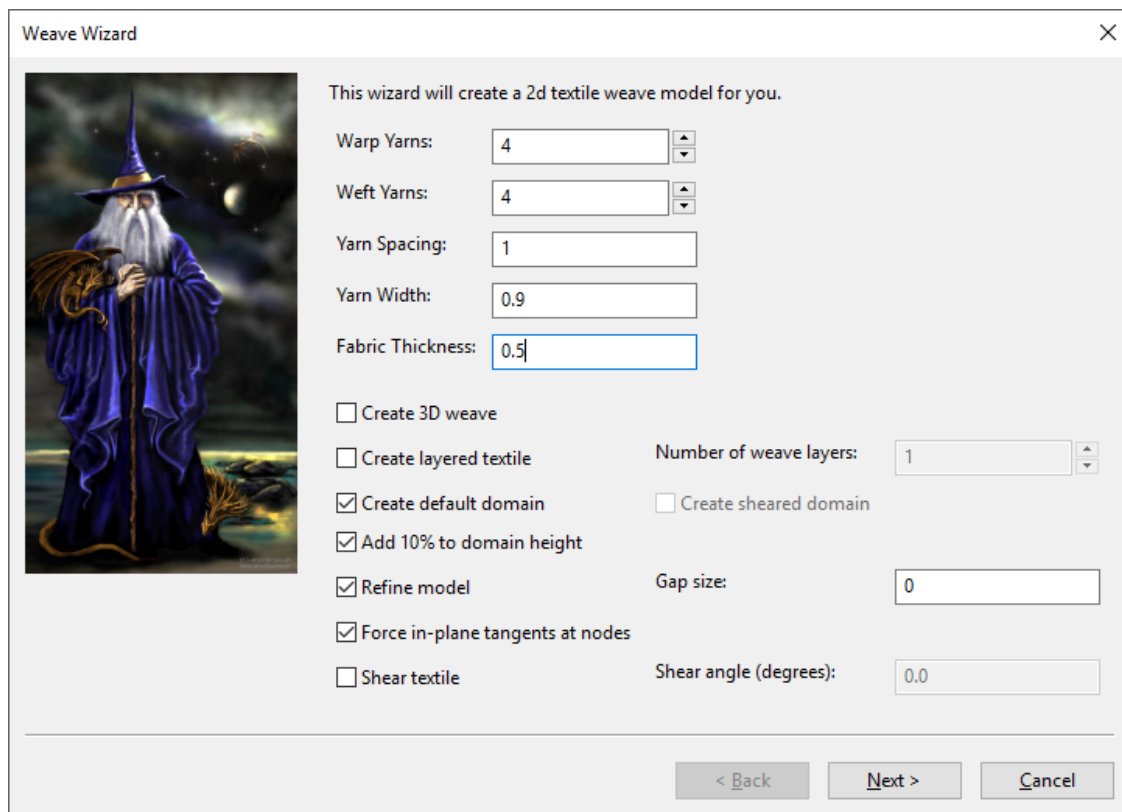 Weave Wizard
This wizard will create a 2d textile weave model for you.
Warp Yarns: 4
Weft Yarns: 4
Yarn Spacing: 1
Yarn Width: 0.9
Fabric Thickness: 0.5
Create 3D weave
Create layered textile Number of weave layers: 1
Create default domain Create sheared domain
Add 10% to domain height
Refine model Gap size: 0
Force in-plane tangents at nodes
Shear textile Shear angle (degrees): 0.0
< Back Next > Cancel